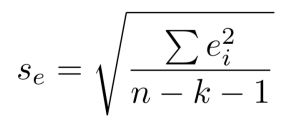 $s_e = \sqrt{\frac{\sum e_i^2}{n-k-1}}$